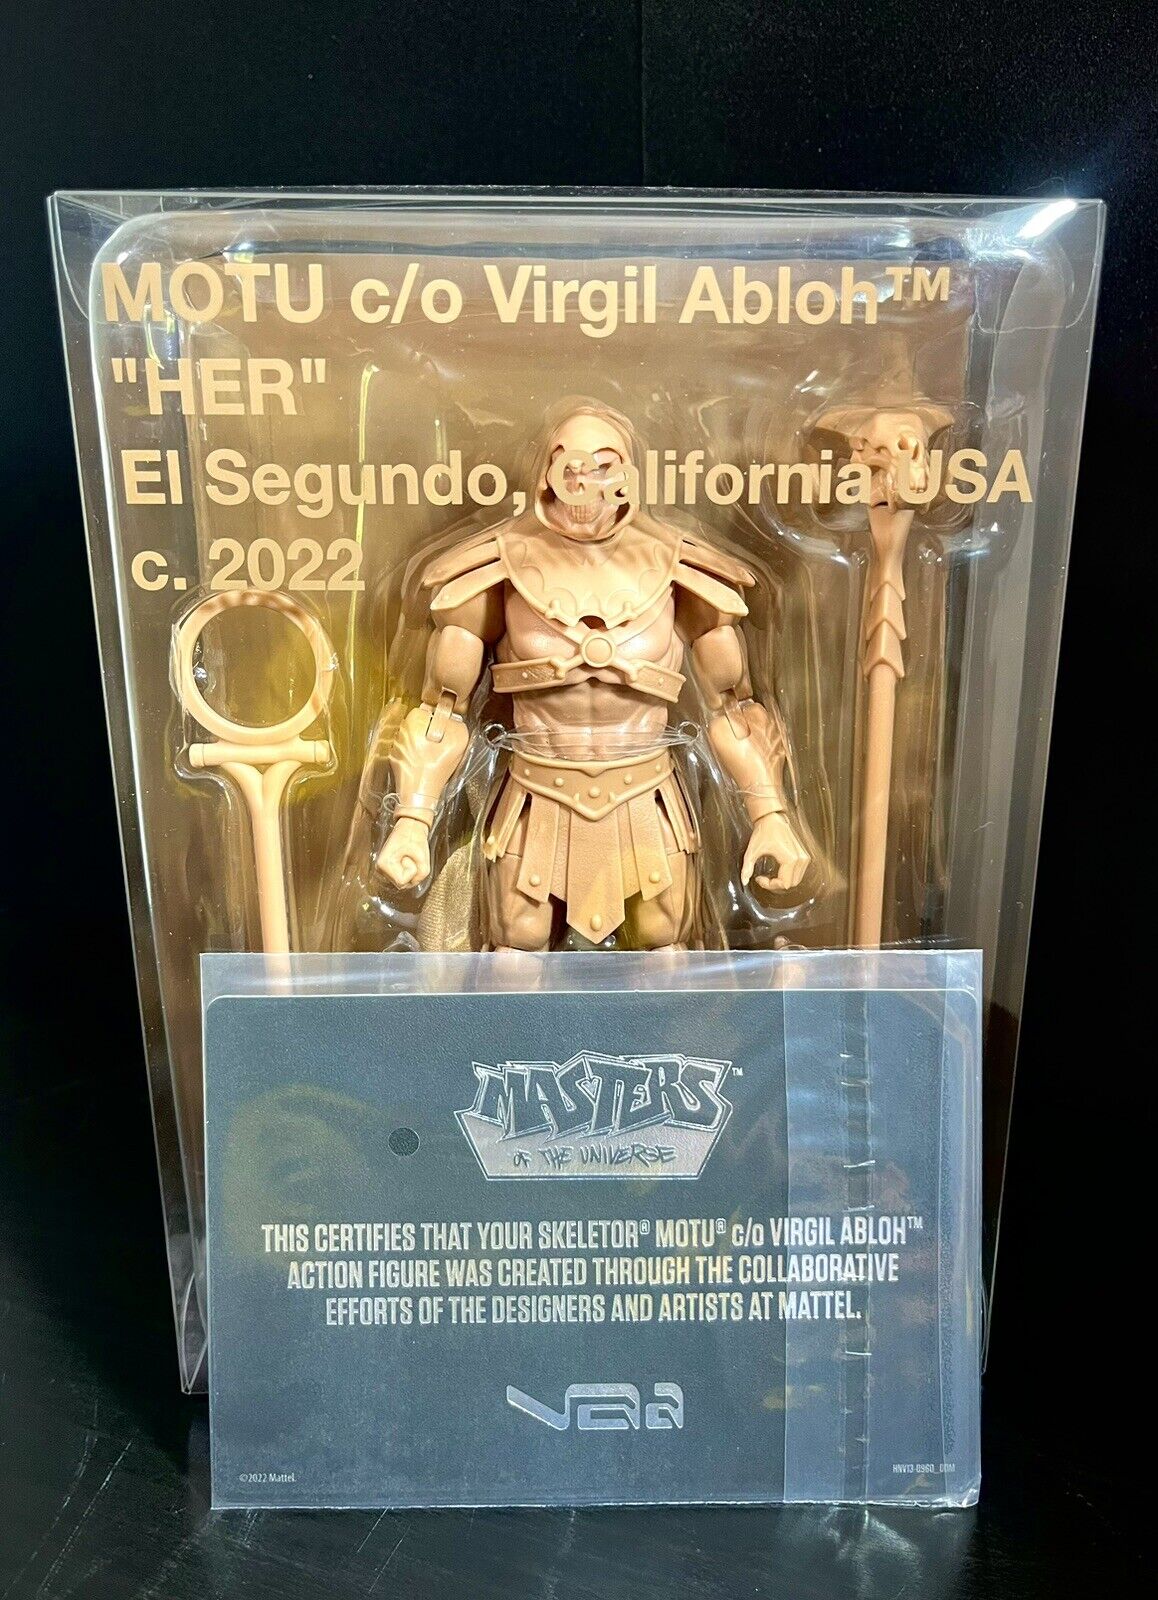 MOTU c/o Virgil Abloh™
"HER"
El Segundo, California USA
c. 2022
MASTERS™
OF THE UNIVERSE
THIS CERTIFIES THAT YOUR SKELETOR® MOTU® c/o VIRGIL ABLOH™
ACTION FIGURE WAS CREATED THROUGH THE COLLABORATIVE
EFFORTS OF THE DESIGNERS AND ARTISTS AT MATTEL.
©2022 Mattel.